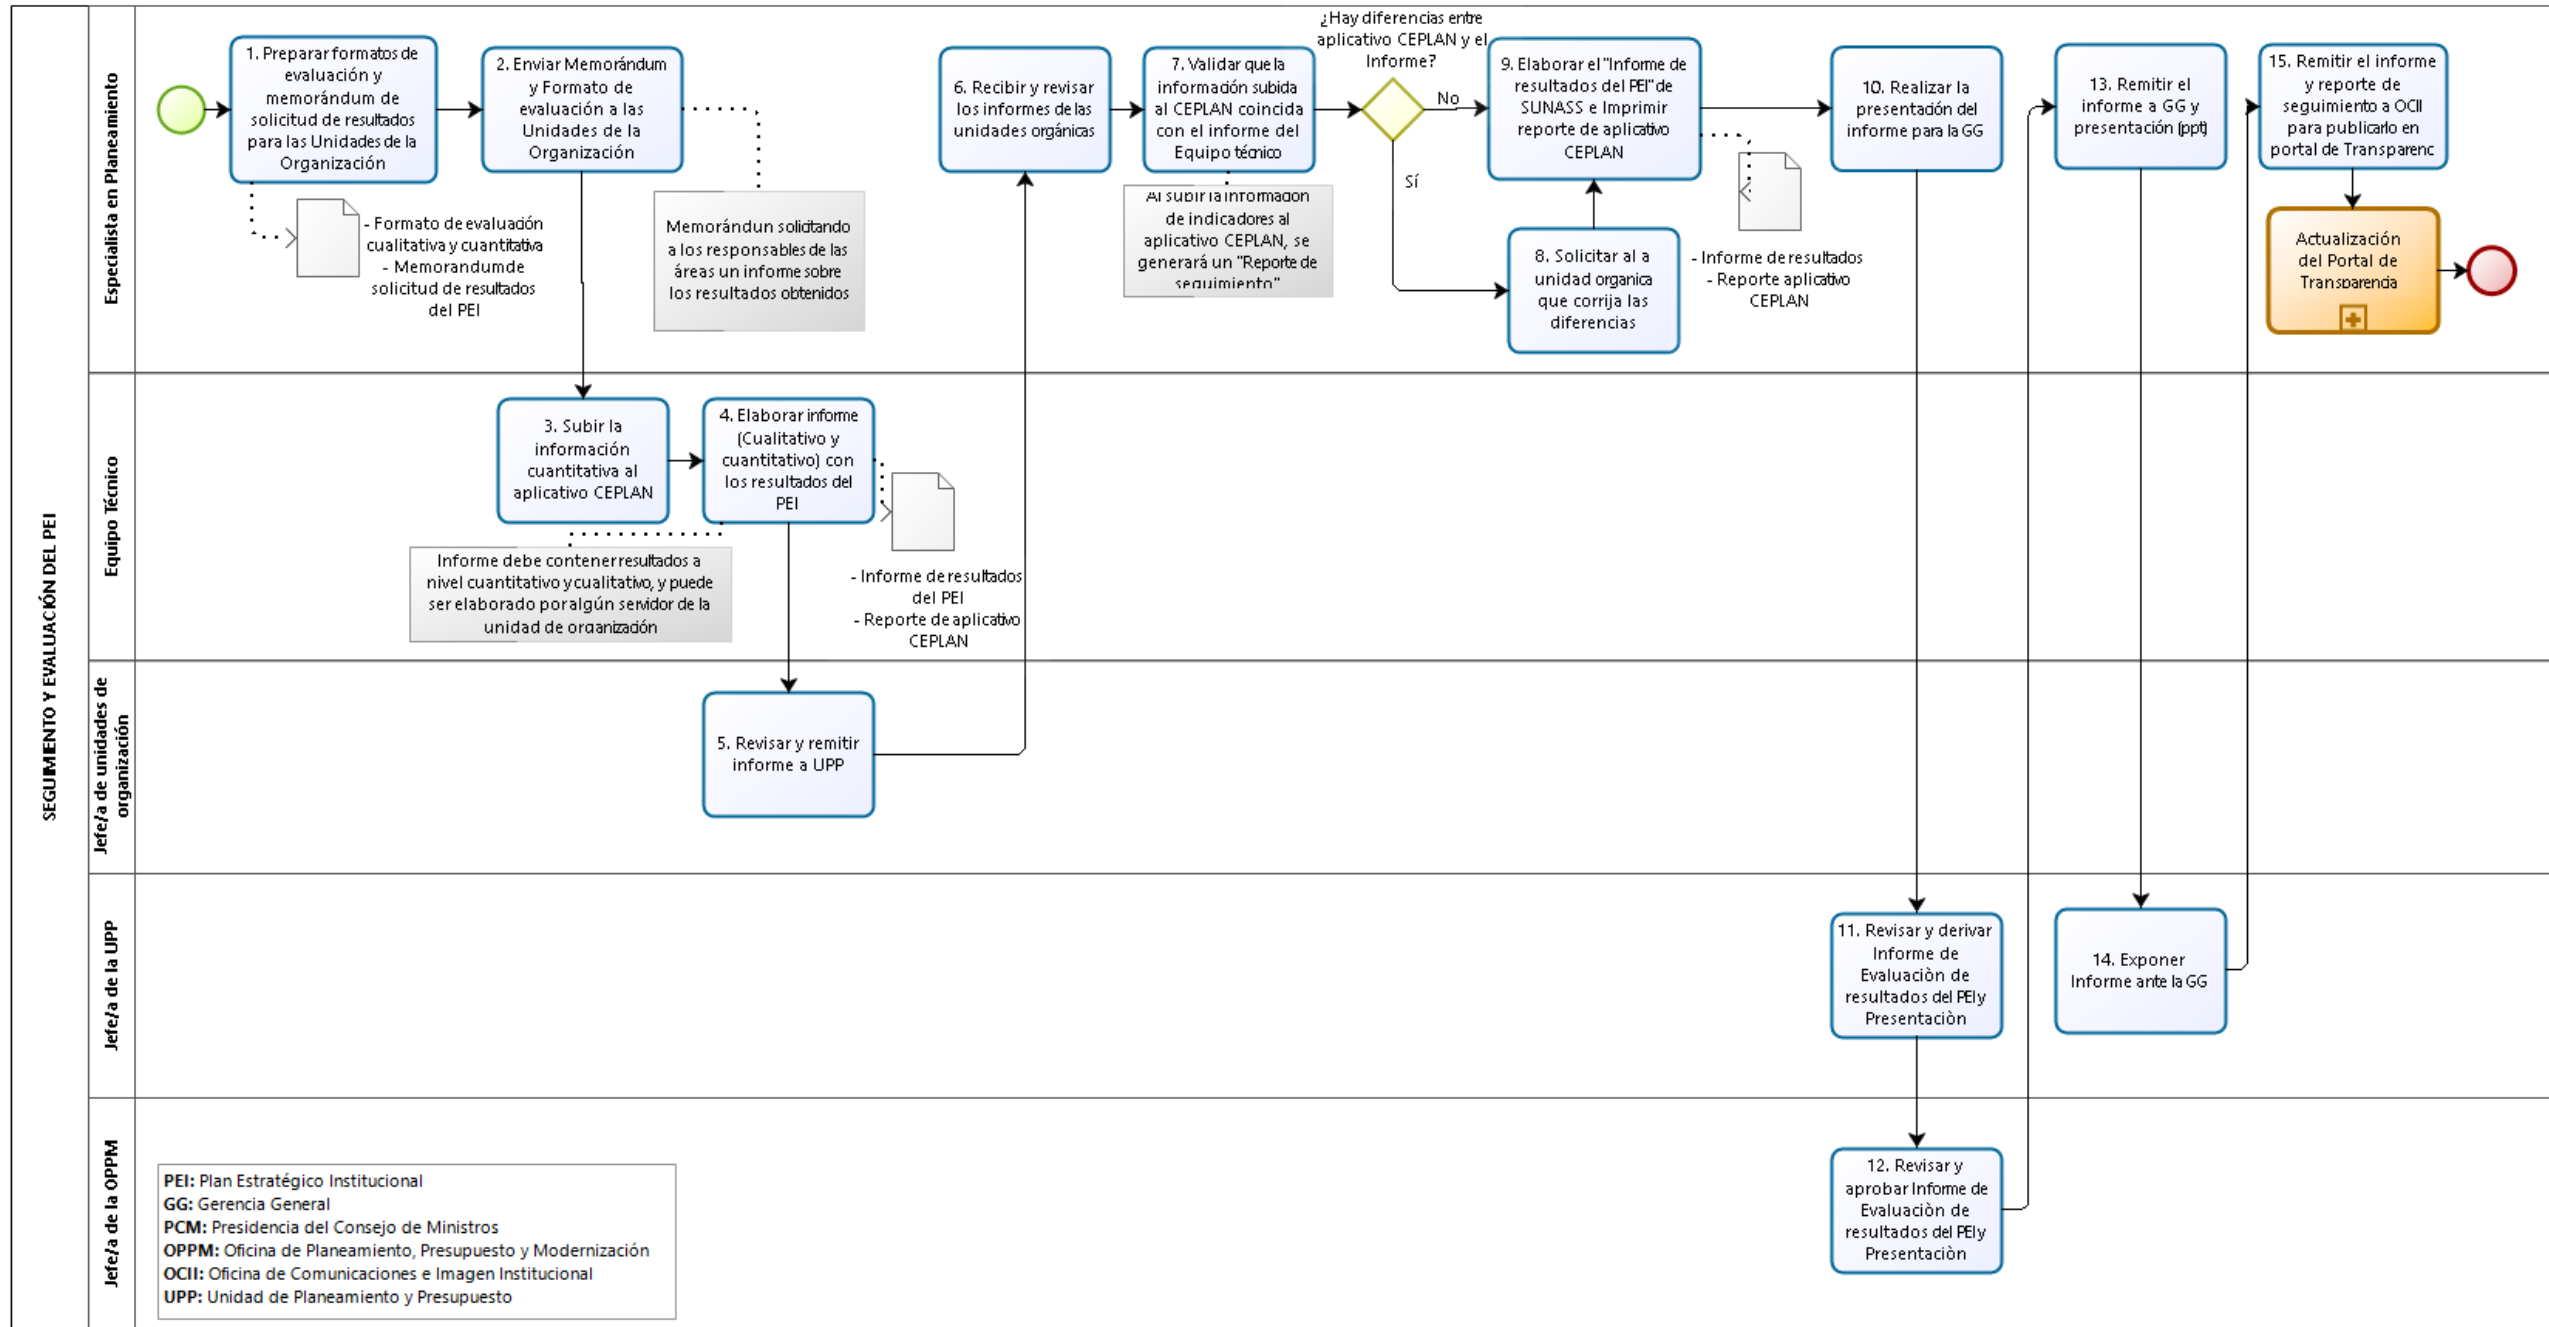 SEGUIMIENTO Y EVALUACIÓN DEL PEI
Especialista en Planeamiento
1. Preparar formatos de
evaluación y
memorándum de
solicitud de resultados
para las Unidades de la
Organización
- Formato de evaluación
cualitativa y cuantitativa
- Memorandum de
solicitud de resultados
del PEI
2. Enviar Memorándum
y Formato de
evaluación a las
Unidades de la
Organización
Memorándun solicitando
a los responsables de las
áreas un informe sobre
los resultados obtenidos
6. Recibir y revisar
los informes de las
unidades orgánicas
7. Validar que la
información subida
al CEPLAN coincida
con el informe del
Equipo técnico
Al subir la información
de indicadores al
aplicativo CEPLAN, se
generará un "Reporte de
seguimiento"
¿Hay diferencias entre
aplicativo CEPLAN y el
Informe?
No
Sí
8. Solicitar al a
unidad organica
que corrija las
diferencias
9. Elaborar el "Informe de
resultados del PEI" de
SUNASS e Imprimir
reporte de aplicativo
CEPLAN
- Informe de resultados
- Reporte aplicativo
CEPLAN
10. Realizar la
presentación del
informe para la GG
13. Remitir el
informe a GG y
presentación (ppt)
15. Remitir el informe
y reporte de
seguimiento a OCII
para publicarlo en
portal de Transparenc
Actualización
del Portal de
Transparencia
Equipo Técnico
3. Subir la
información
cuantitativa al
aplicativo CEPLAN
4. Elaborar informe
(Cualitativo y
cuantitativo) con
los resultados del
PEI
Informe debe contener resultados a
nivel cuantitativo y cualitativo, y puede
ser elaborado por algún servidor de la
unidad de organización
- Informe de resultados
del PEI
- Reporte de aplicativo
CEPLAN
Jefe/a de unidades de
organización
5. Revisar y remitir
informe a UPP
Jefe/a de la UPP
11. Revisar y derivar
Informe de
Evaluaciòn de
resultados del PEI y
Presentaciòn
14. Exponer
Informe ante la GG
Jefe/a de la OPPM
12. Revisar y
aprobar Informe de
Evaluaciòn de
resultados del PEI y
Presentaciòn
PEI: Plan Estratégico Institucional
GG: Gerencia General
PCM: Presidencia del Consejo de Ministros
OPPM: Oficina de Planeamiento, Presupuesto y Modernización
OCII: Oficina de Comunicaciones e Imagen Institucional
UPP: Unidad de Planeamiento y Presupuesto